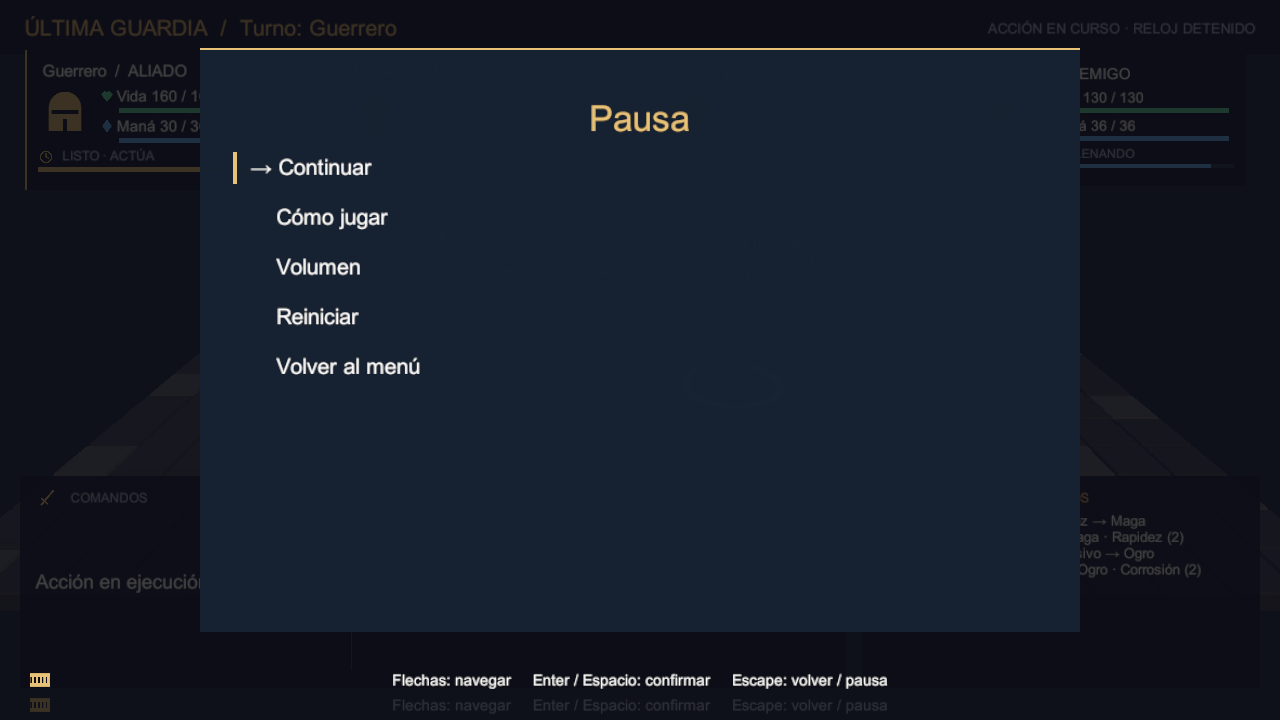 ÚLTIMA GUARDIA / Turno: Guerrero
ACCIÓN EN CURSO · RELOJ DETENIDO
Guerrero / ALIADO
Vida 160 /
Maná 30 /
LISTO · ACTÚA
EMIGO
130 / 130
á 36 / 36
ENANDO
Pausa
→ Continuar
Cómo jugar
Volumen
Reiniciar
Volver al menú
COMANDOS
Acción en ejecución
S
z → Maga
aga · Rapidez (2)
sivo → Ogro
Ogro · Corrosión (2)
Flechas: navegar Enter / Espacio: confirmar Escape: volver / pausa
Flechas: navegar Enter / Espacio: confirmar Escape: volver / pausa